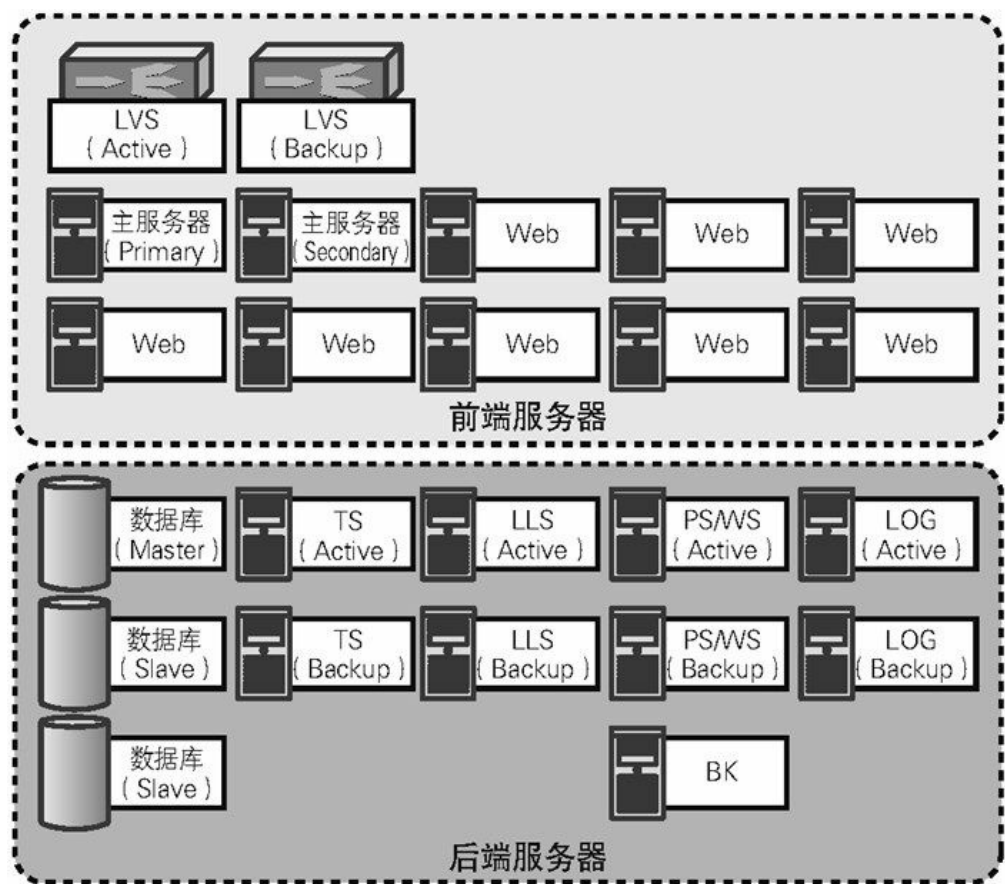 LVS
( Active )
LVS
( Backup )
主服务器
( Primary )
主服务器
( Secondary )
Web
Web
Web
Web
Web
Web
Web
Web
前端服务器
数据库
( Master )
TS
( Active )
LLS
( Active )
PS/WS
( Active )
LOG
( Active )
数据库
( Slave )
TS
( Backup )
LLS
( Backup )
PS/WS
( Backup )
LOG
( Backup )
数据库
( Slave )
BK
后端服务器